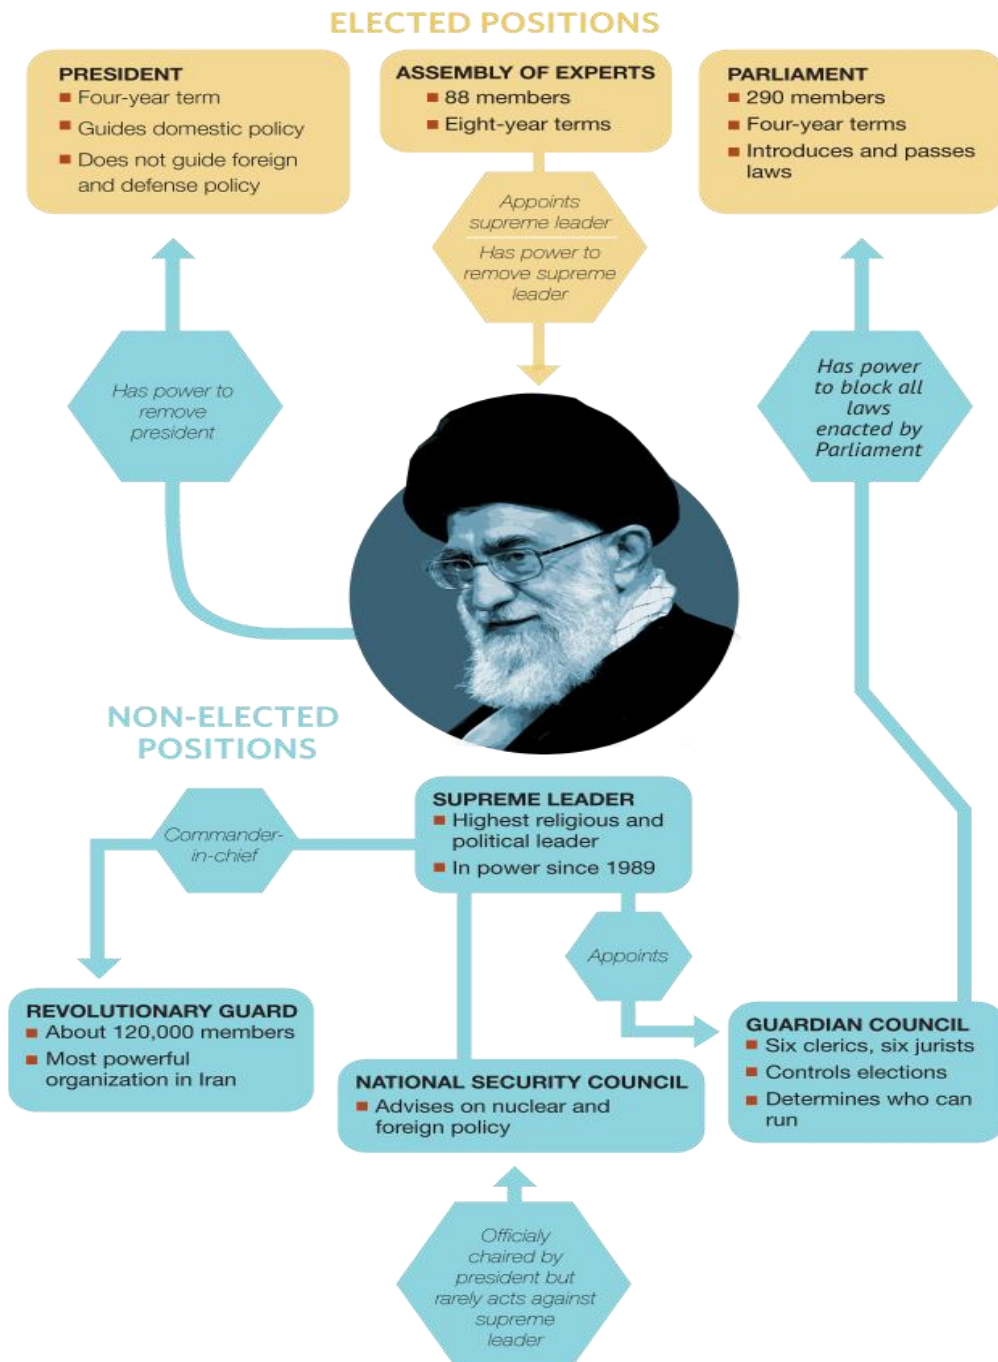 ELECTED POSITIONS
PRESIDENT
Four-year term
Guides domestic policy
Does not guide foreign
and defense policy
ASSEMBLY OF EXPERTS
88 members
Eight-year terms
PARLIAMENT
290 members
Four-year terms
Introduces and passes
laws
Appoints
supreme leader
Has power to
remove supreme
leader
Has power to
remove
president
Has power
to block all
laws
enacted by
Parliament
NON-ELECTED
POSITIONS
SUPREME LEADER
Highest religious and
political leader
In power since 1989
Commander-
in-chief
Appoints
REVOLUTIONARY GUARD
About 120,000 members
Most powerful
organization in Iran
NATIONAL SECURITY COUNCIL
Advises on nuclear and
foreign policy
GUARDIAN COUNCIL
Six clerics, six jurists
Controls elections
Determines who can
run
Officialy
chaired by
president but
rarely acts against
supreme
leader